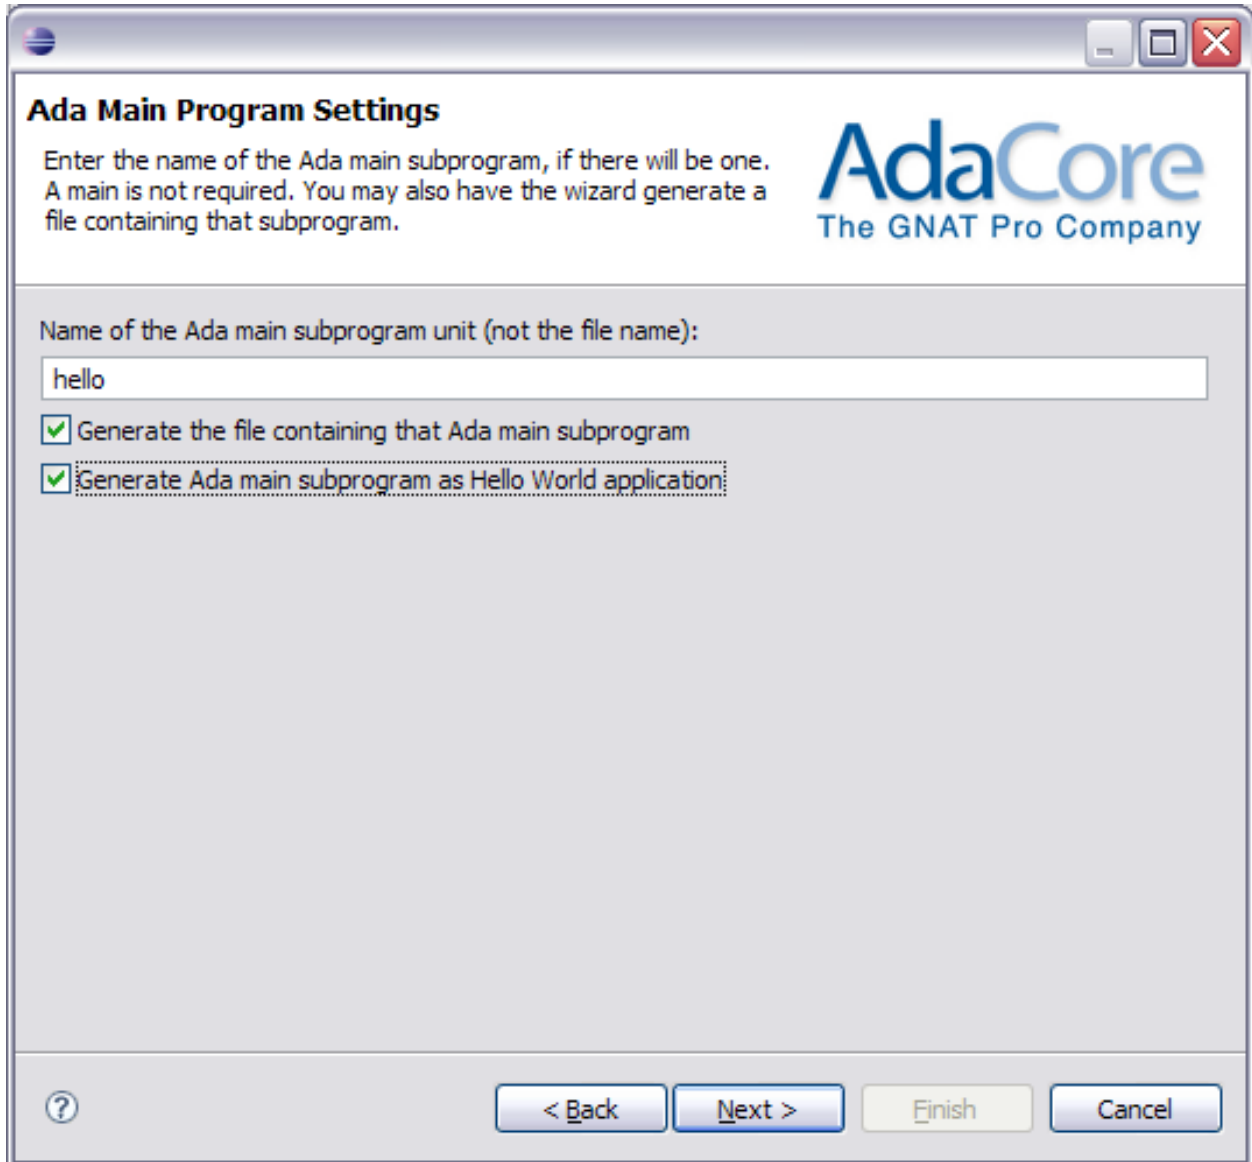 Ada Main Program Settings
Enter the name of the Ada main subprogram, if there will be one.
A main is not required. You may also have the wizard generate a
file containing that subprogram.
AdaCore
The GNAT Pro Company
Name of the Ada main subprogram unit (not the file name):
hello
Generate the file containing that Ada main subprogram
Generate Ada main subprogram as Hello World application
? < Back Next > Finish Cancel